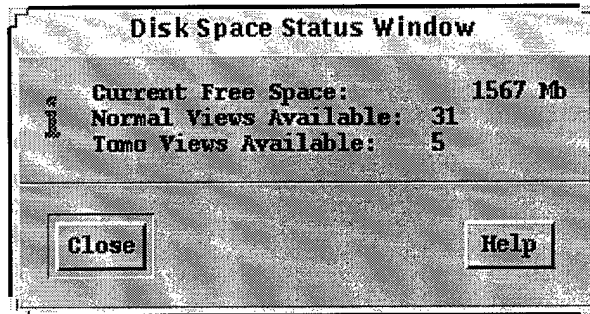 Disk Space Status Window
Current Free Space: 1567 Mb
Normal Views Available: 31
Tomo Views Available: 5
Close Help